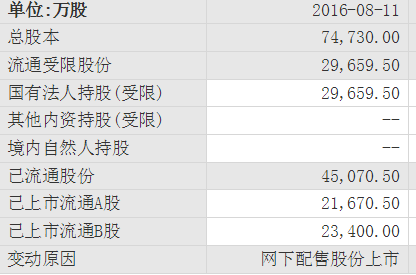 单位:万股 2016-08-11
总股本 74,730.00
流通受限股份 29,659.50
国有法人持股(受限) 29,659.50
其他内资持股(受限) --
境内自然人持股 --
已流通股份 45,070.50
已上市流通A股 21,670.50
已上市流通B股 23,400.00
变动原因 网下配售股份上市